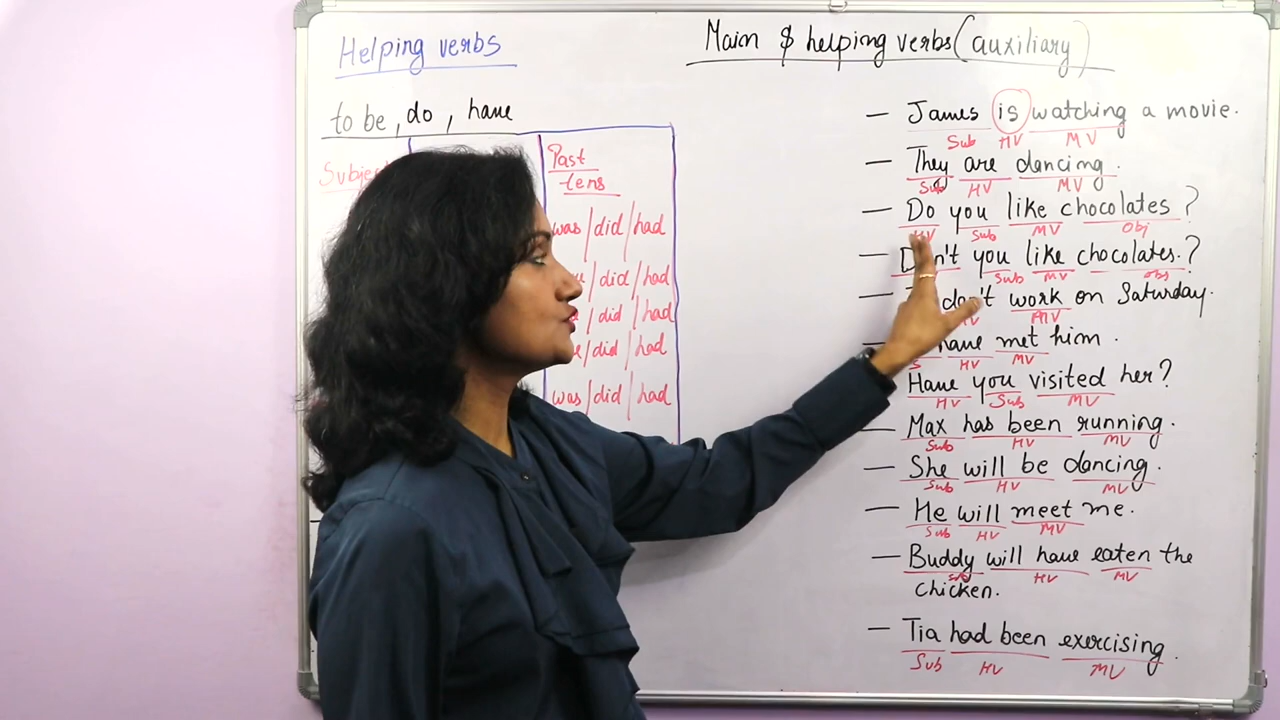 Helping verbs
to be, do, have
Past
tens
was/did/had
/did/had
/did/had
/did/had
was/did/had
Main $ helping verbs (auxiliary)
— James is watching a movie.
Sub HV MV
— They are dancing.
Sub HV MV
— Do you like chocolates?
HV Sub MV Obj
— you like chocolates.?
Sub MV obj
— don't work on Saturday.
HV MV
have met him.
S HV MV
Have you visited her?
HV Sub MV
— Max has been running.
Sub HV MV
— She will be dancing.
Sub HV MV
— He will meet me.
Sub HV MV
— Buddy will have eaten the
Sub HV MV
chicken.
— Tia had been exercising.
Sub HV MV